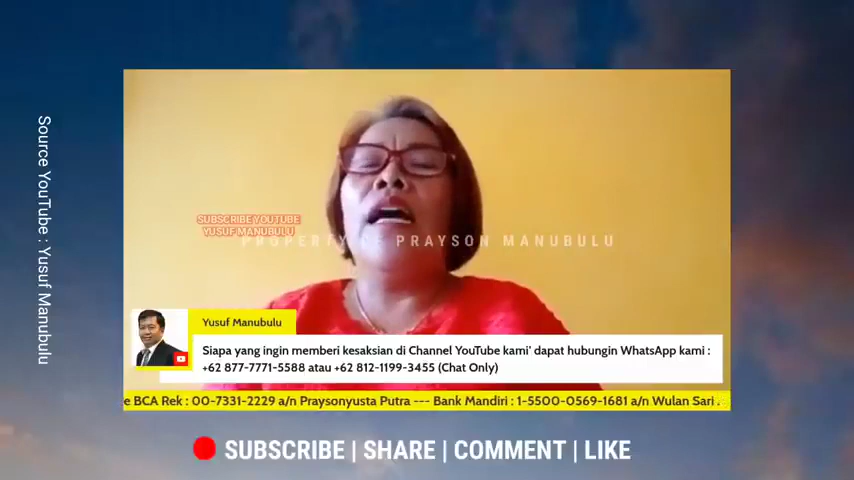 Source YouTube : Yusuf Manubulu
SUBSCRIBE YOUTUBE
YUSUF MANUBULU
PROPERTY OF PRAYSON MANUBULU
Yusuf Manubulu
Siapa yang ingin memberi kesaksian di Channel YouTube kami' dapat hubungin WhatsApp kami :
+62 877-7771-5588 atau +62 812-1199-3455 (Chat Only)
e BCA Rek : 00-7331-2229 a/n Praysonyusta Putra --- Bank Mandiri : 1-5500-0569-1681 a/n Wulan Sari .
SUBSCRIBE | SHARE | COMMENT | LIKE